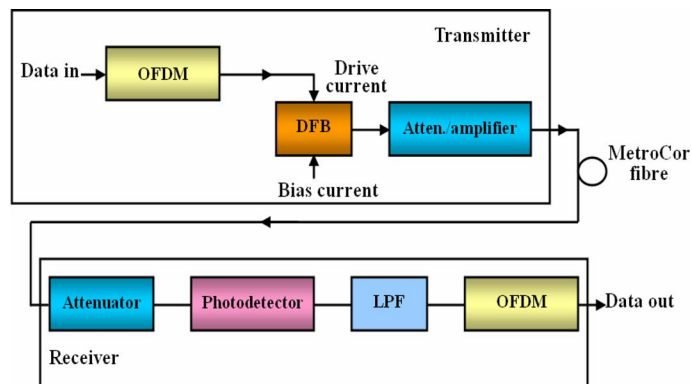 Transmitter
Data in
OFDM
Drive
current
DFB
Atten./amplifier
Bias current
MetroCor
fibre
Attenuator
Photodetector
LPF
OFDM
Data out
Receiver